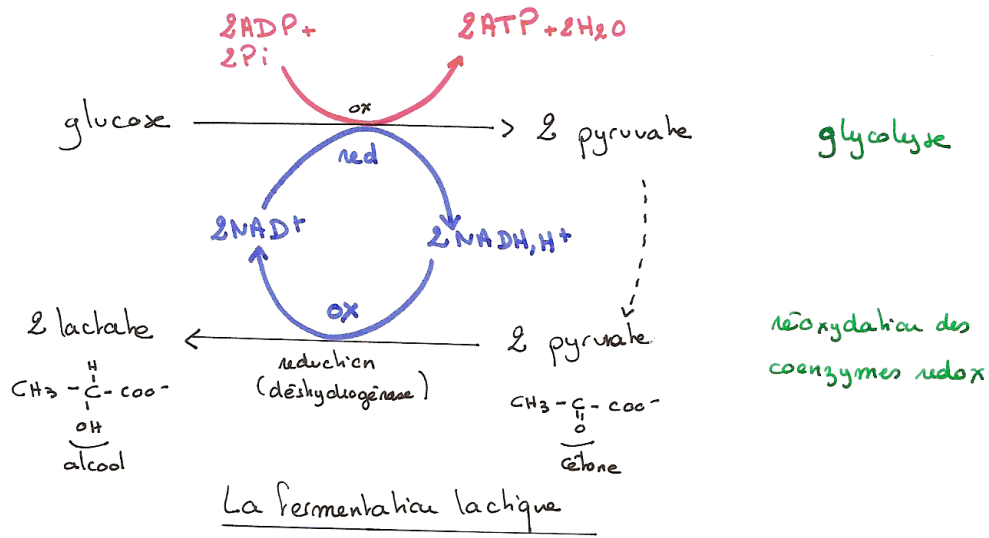 2ADP +
2Pi
2ATP + 2H2O
glucose
ox
2 pyruvate
glycolyse
red
2NAD+
2NADH,H+
2 lactate
ox
2 pyruvate
réoxydation des
coenzymes redox
reduction
(déshydrogénase)
H
CH3 - C - COO-
OH
alcool
CH3 - C - COO-
O
cétone
La fermentation lactique